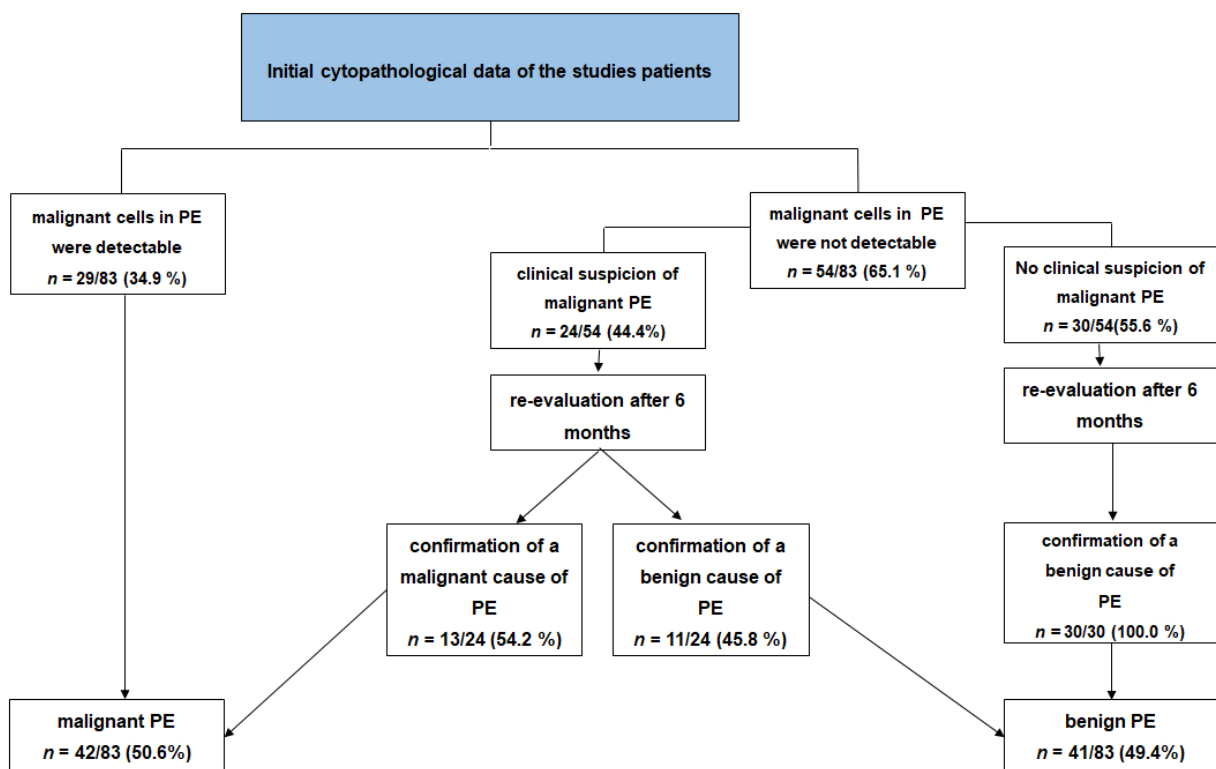 Initial cytopathological data of the studies patients
malignant cells in PE
were detectable
n = 29/83 (34.9 %)
malignant cells in PE
were not detectable
n = 54/83 (65.1 %)
clinical suspicion of
malignant PE
n = 24/54 (44.4%)
No clinical suspicion of
malignant PE
n = 30/54(55.6 %)
re-evaluation after 6
months
re-evaluation after 6
months
confirmation of a
malignant cause of
PE
n = 13/24 (54.2 %)
confirmation of a
benign cause of
PE
n = 11/24 (45.8 %)
confirmation of a
benign cause of
PE
n = 30/30 (100.0 %)
malignant PE
n = 42/83 (50.6%)
benign PE
n = 41/83 (49.4%)